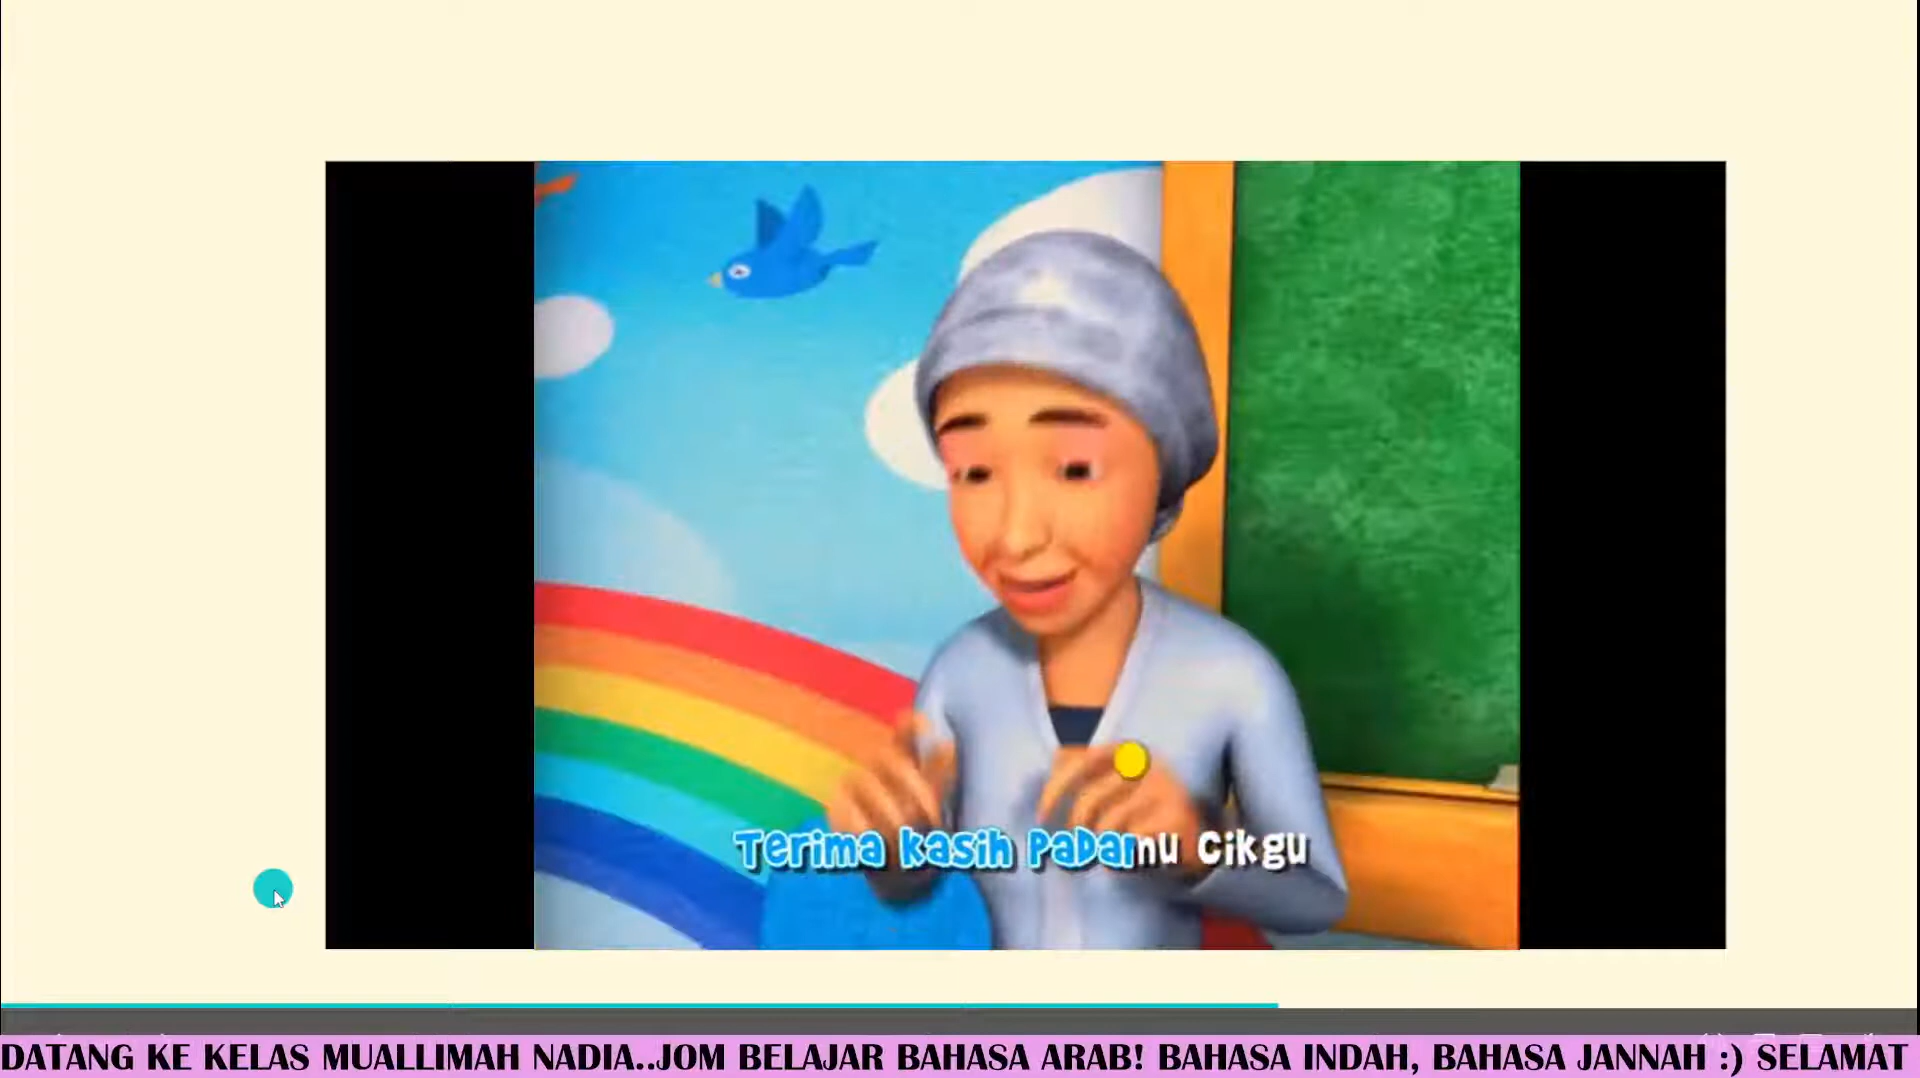 Terima kasih padamu Cikgu
DATANG KE KELAS MUALLIMAH NADIA..JOM BELAJAR BAHASA ARAB! BAHASA INDAH, BAHASA JANNAH :) SELAMAT